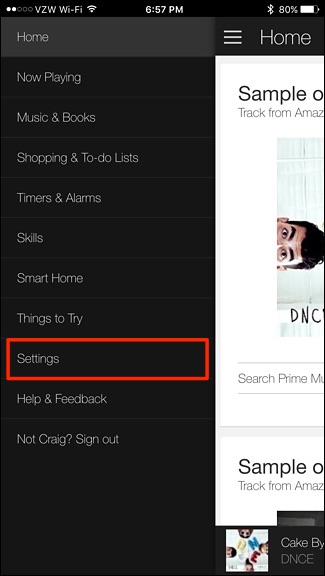 VZW Wi-Fi 6:57 PM 80%
Home
Now Playing
Music & Books
Shopping & To-do Lists
Timers & Alarms
Skills
Smart Home
Things to Try
Settings
Help & Feedback
Not Craig? Sign out
Home
Sample o
Track from Amaz
DNC
Search Prime Mu
Sample o
Track from Amaz
Cake By
DNCE